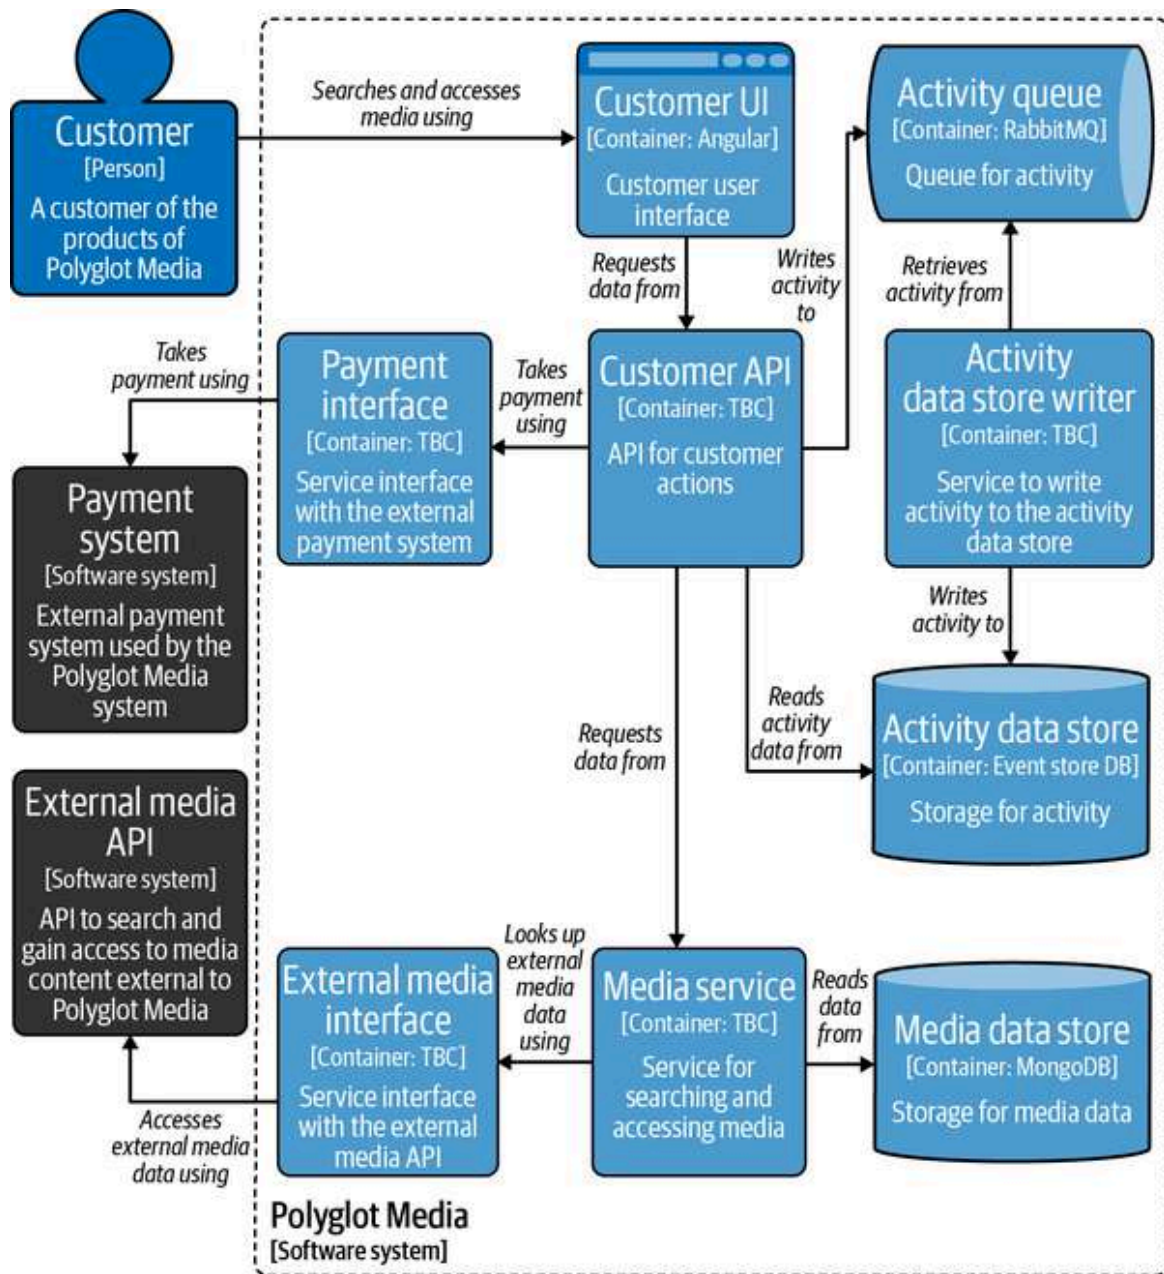 Customer
[Person]
A customer of the
products of
Polyglot Media
Searches and accesses
media using
Customer UI
[Container: Angular]
Customer user
interface
Activity queue
[Container: RabbitMQ]
Queue for activity
Requests
data from
Writes
activity
to
Retrieves
activity from
Takes
payment using
Payment
interface
[Container: TBC]
Service interface
with the external
payment system
Takes
payment
using
Customer API
[Container: TBC]
API for customer
actions
Activity
data store writer
[Container: TBC]
Service to write
activity to the activity
data store
Payment
system
[Software system]
External payment
system used by the
Polyglot Media
system
Writes
activity to
Requests
data from
Reads
activity
data from
Activity data store
[Container: Event store DB]
Storage for activity
External media
API
[Software system]
API to search and
gain access to media
content external to
Polyglot Media
Accesses
external media
data using
External media
interface
[Container: TBC]
Service interface
with the external
media API
Looks up
external
media
data
using
Media service
[Container: TBC]
Service for
searching and
accessing media
Reads
data
from
Media data store
[Container: MongoDB]
Storage for media data
Polyglot Media
[Software system]